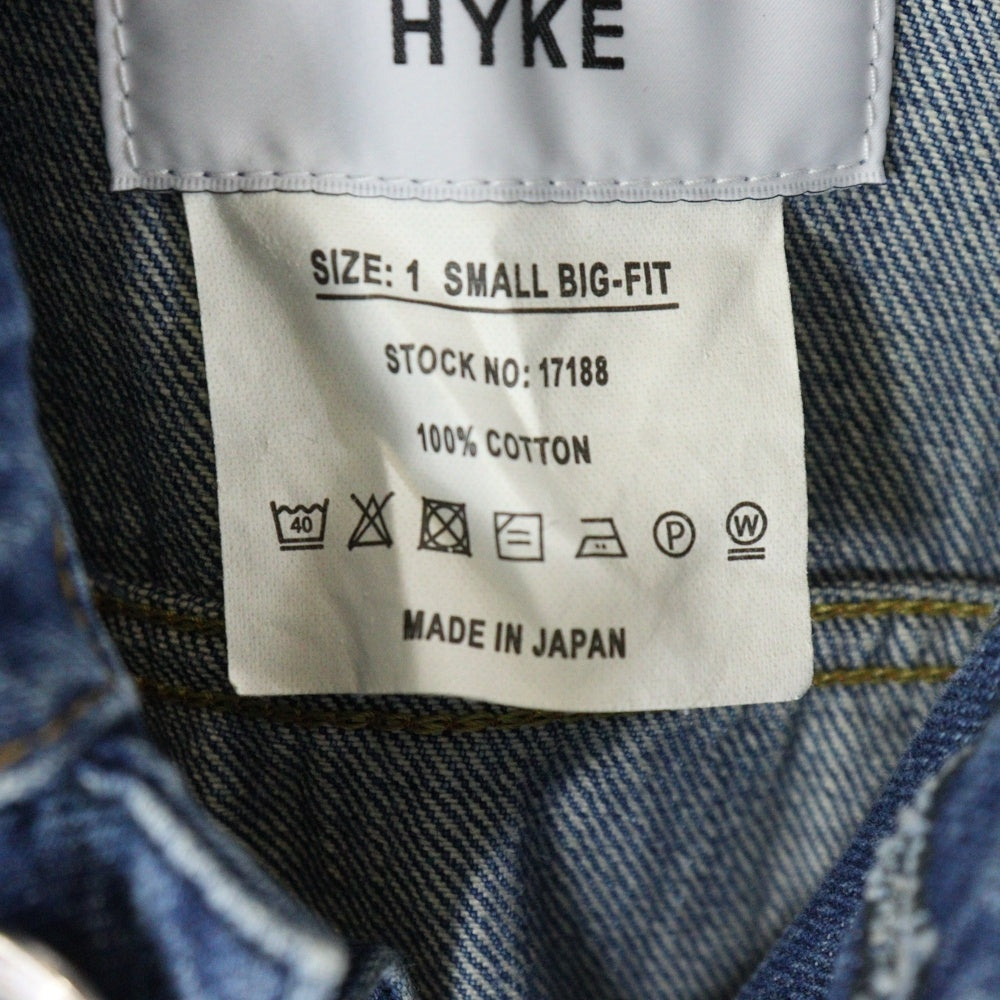 HYKE
SIZE: 1 SMALL BIG-FIT
STOCK NO: 17188
100% COTTON
40 P W
MADE IN JAPAN